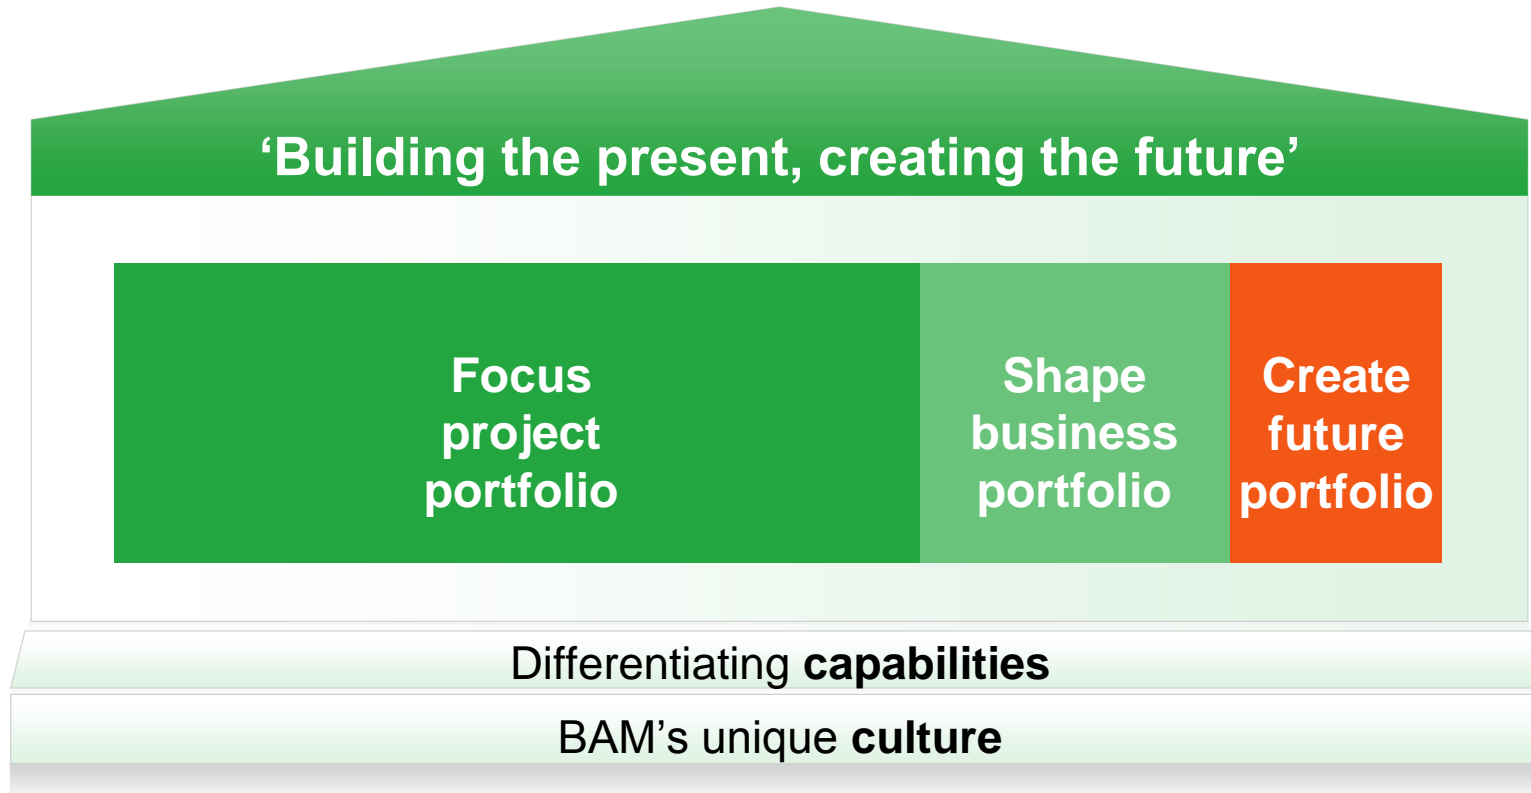 ‘Building the present, creating the future’
Focus
project
portfolio
Shape
business
portfolio
Create
future
portfolio
Differentiating capabilities
BAM’s unique culture